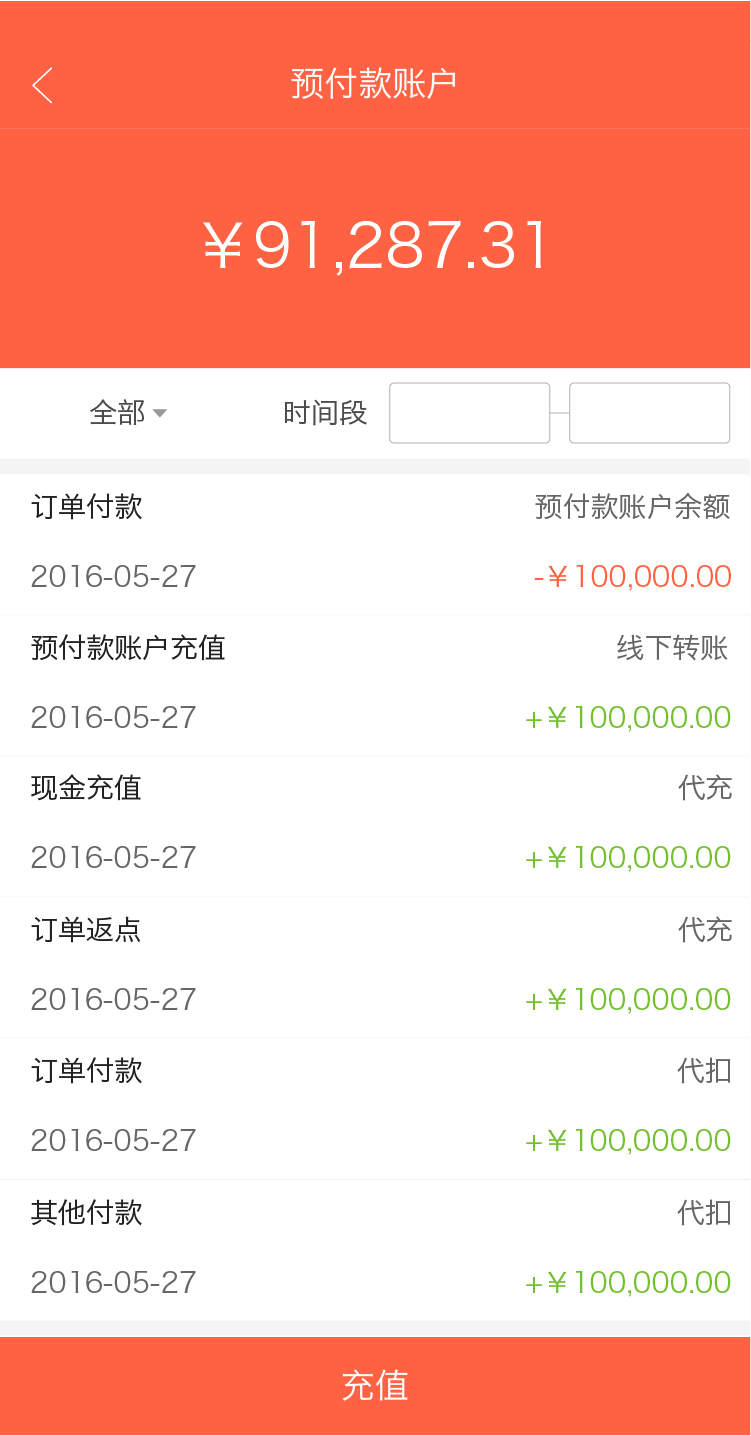 预付款账户
￥91,287.31
全部 时间段
订单付款 预付款账户余额
2016-05-27 -￥100,000.00
预付款账户充值 线下转账
2016-05-27 +￥100,000.00
现金充值 代充
2016-05-27 +￥100,000.00
订单返点 代充
2016-05-27 +￥100,000.00
订单付款 代扣
2016-05-27 +￥100,000.00
其他付款 代扣
2016-05-27 +￥100,000.00
充值